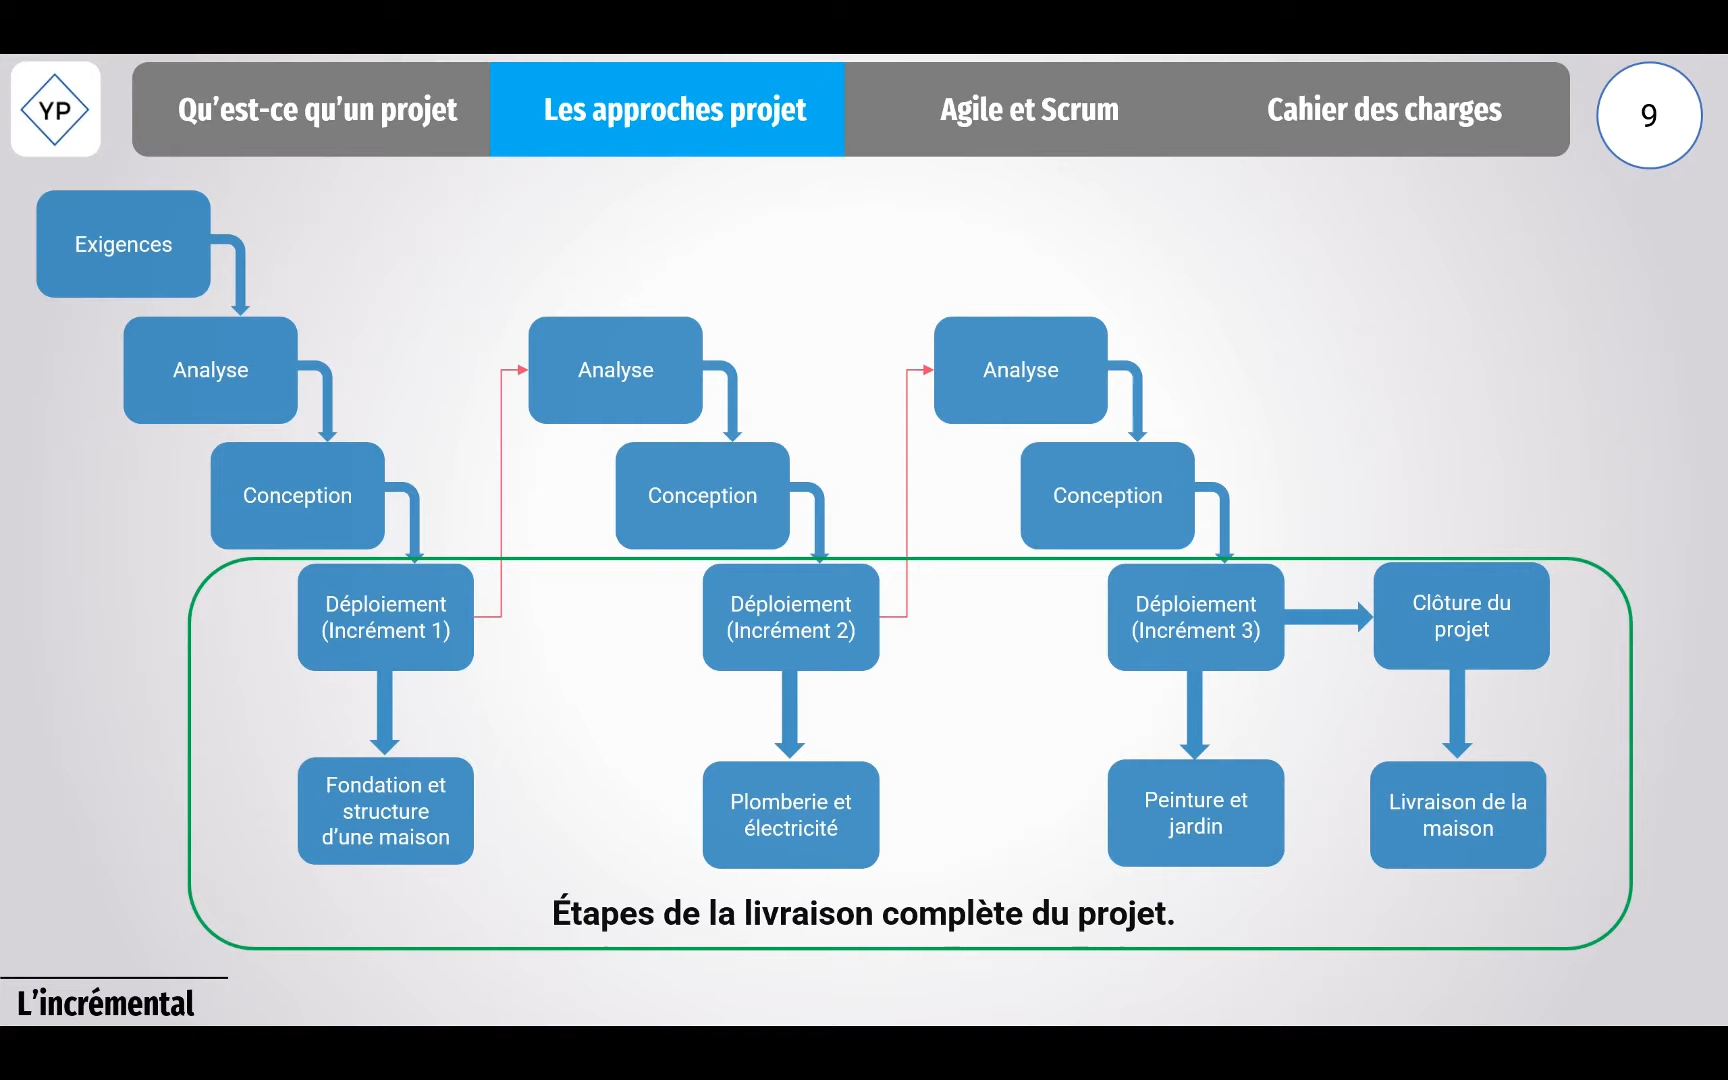 YP
Qu’est-ce qu’un projet
Les approches projet
Agile et Scrum
Cahier des charges
9
Exigences
Analyse
Analyse
Analyse
Conception
Conception
Conception
Déploiement
(Incrément 1)
Déploiement
(Incrément 2)
Déploiement
(Incrément 3)
Clôture du
projet
Fondation et
structure
d’une maison
Plomberie et
électricité
Peinture et
jardin
Livraison de la
maison
Étapes de la livraison complète du projet.
L’incrémental